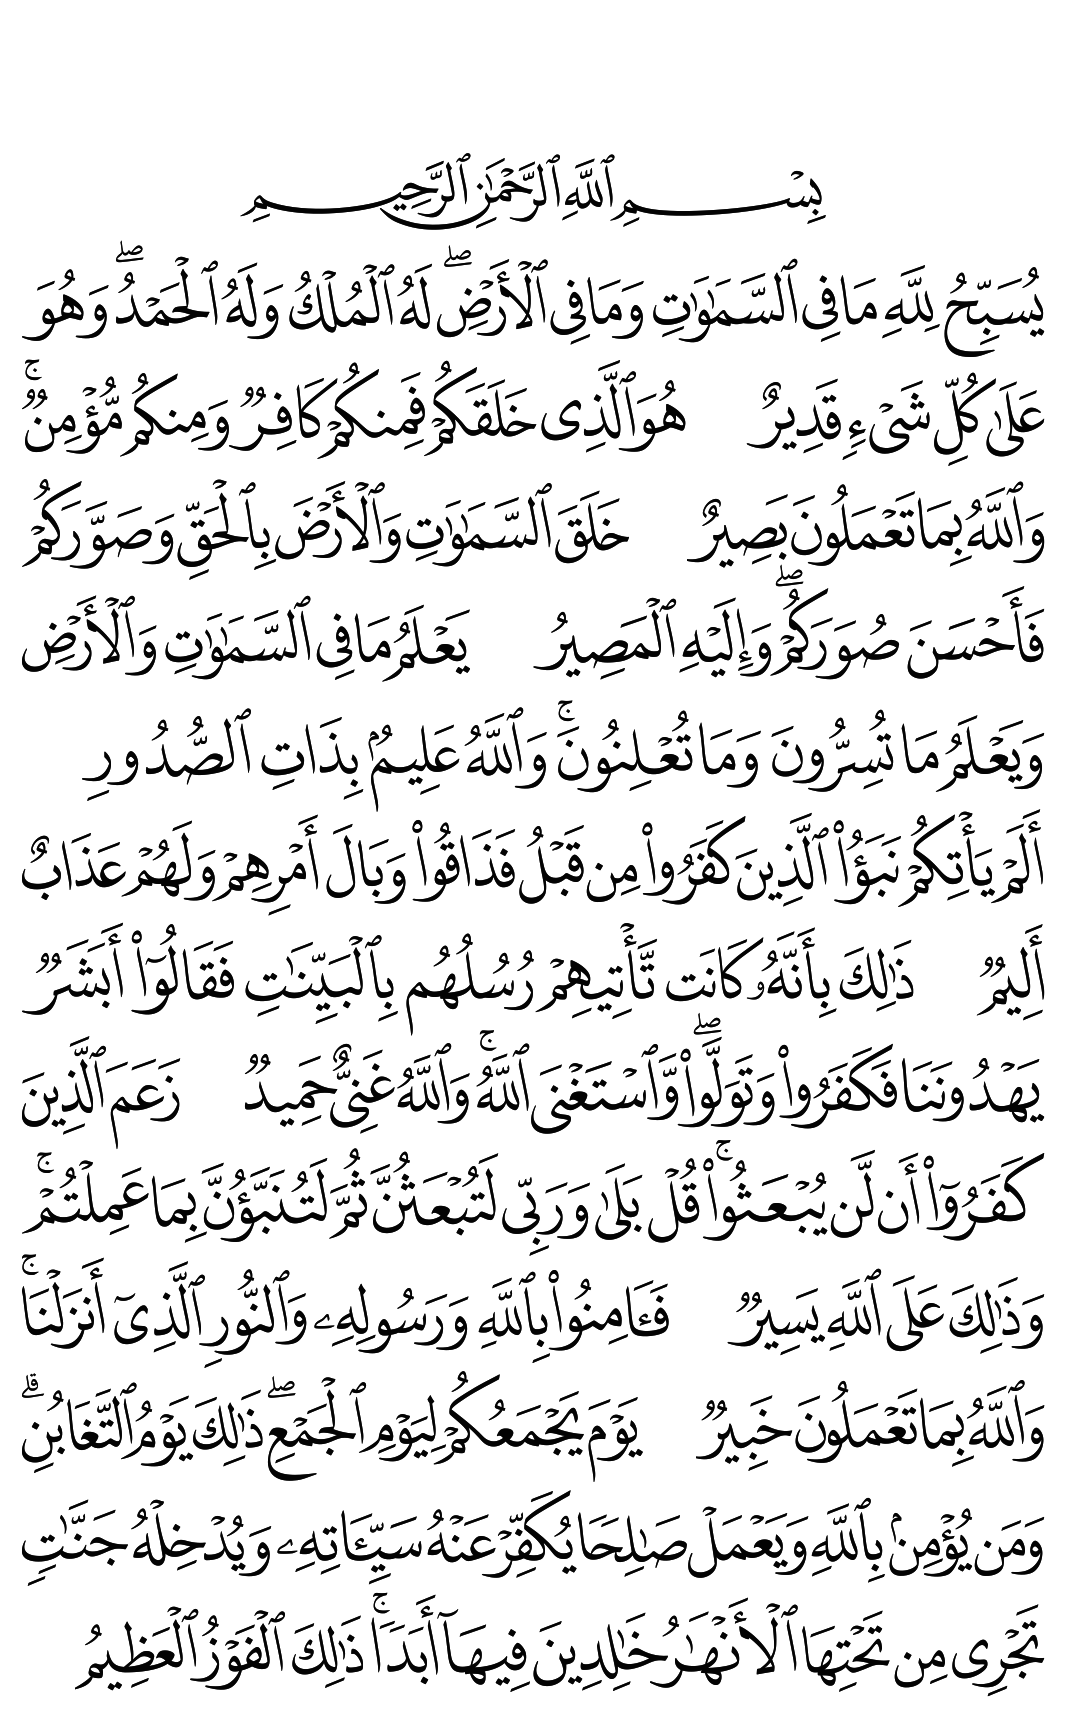 بِسْمِ ٱللَّهِ ٱلرَّحْمَٰنِ ٱلرَّحِيمِ
يُسَبِّحُ لِلَّهِ مَا فِى ٱلسَّمَٰوَٰتِ وَمَا فِى ٱلْأَرْضِ ۖ لَهُ ٱلْمُلْكُ وَلَهُ ٱلْحَمْدُ ۖ وَهُوَ
عَلَىٰ كُلِّ شَىْءٍ قَدِيرٌ هُوَ ٱلَّذِى خَلَقَكُمْ فَمِنكُمْ كَافِرٌ وَمِنكُم مُّؤْمِنٌ ۚ
وَٱللَّهُ بِمَا تَعْمَلُونَ بَصِيرٌ خَلَقَ ٱلسَّمَٰوَٰتِ وَٱلْأَرْضَ بِٱلْحَقِّ وَصَوَّرَكُمْ
فَأَحْسَنَ صُوَرَكُمْ ۖ وَإِلَيْهِ ٱلْمَصِيرُ يَعْلَمُ مَا فِى ٱلسَّمَٰوَٰتِ وَٱلْأَرْضِ
وَيَعْلَمُ مَا تُسِرُّونَ وَمَا تُعْلِنُونَ ۚ وَٱللَّهُ عَلِيمٌۢ بِذَاتِ ٱلصُّدُورِ
أَلَمْ يَأْتِكُمْ نَبَؤُا۟ ٱلَّذِينَ كَفَرُوا۟ مِن قَبْلُ فَذَاقُوا۟ وَبَالَ أَمْرِهِمْ وَلَهُمْ عَذَابٌ
أَلِيمٌ ذَٰلِكَ بِأَنَّهُۥ كَانَت تَّأْتِيهِمْ رُسُلُهُم بِٱلْبَيِّنَٰتِ فَقَالُوٓا۟ أَبَشَرٌ
يَهْدُونَنَا فَكَفَرُوا۟ وَتَوَلَّوا۟ ۖ وَّٱسْتَغْنَى ٱللَّهُ ۚ وَٱللَّهُ غَنِىٌّ حَمِيدٌ زَعَمَ ٱلَّذِينَ
كَفَرُوٓا۟ أَن لَّن يُبْعَثُوا۟ ۚ قُلْ بَلَىٰ وَرَبِّى لَتُبْعَثُنَّ ثُمَّ لَتُنَبَّؤُنَّ بِمَا عَمِلْتُمْ ۚ
وَذَٰلِكَ عَلَى ٱللَّهِ يَسِيرٌ فَـَٔامِنُوا۟ بِٱللَّهِ وَرَسُولِهِۦ وَٱلنُّورِ ٱلَّذِىٓ أَنزَلْنَا ۚ
وَٱللَّهُ بِمَا تَعْمَلُونَ خَبِيرٌ يَوْمَ يَجْمَعُكُمْ لِيَوْمِ ٱلْجَمْعِ ۖ ذَٰلِكَ يَوْمُ ٱلتَّغَابُنِ ۗ
وَمَن يُؤْمِنۢ بِٱللَّهِ وَيَعْمَلْ صَٰلِحًا يُكَفِّرْ عَنْهُ سَيِّـَٔاتِهِۦ وَيُدْخِلْهُ جَنَّٰتٍ
تَجْرِى مِن تَحْتِهَا ٱلْأَنْهَٰرُ خَٰلِدِينَ فِيهَآ أَبَدًا ۚ ذَٰلِكَ ٱلْفَوْزُ ٱلْعَظِيمُ